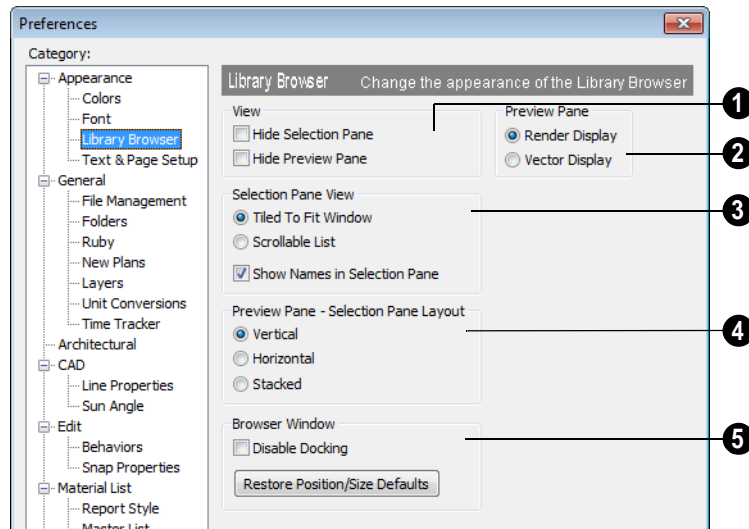 Preferences
Category:
Appearance
Colors
Font
Library Browser
Text & Page Setup
General
File Management
Folders
Ruby
New Plans
Layers
Unit Conversions
Time Tracker
Architectural
CAD
Line Properties
Sun Angle
Edit
Behaviors
Snap Properties
Material List
Report Style
Master List
Library Browser Change the appearance of the Library Browser
View
Hide Selection Pane
Hide Preview Pane
Preview Pane
Render Display
Vector Display
Selection Pane View
Tiled To Fit Window
Scrollable List
Show Names in Selection Pane
Preview Pane - Selection Pane Layout
Vertical
Horizontal
Stacked
Browser Window
Disable Docking
Restore Position/Size Defaults
1
2
3
4
5